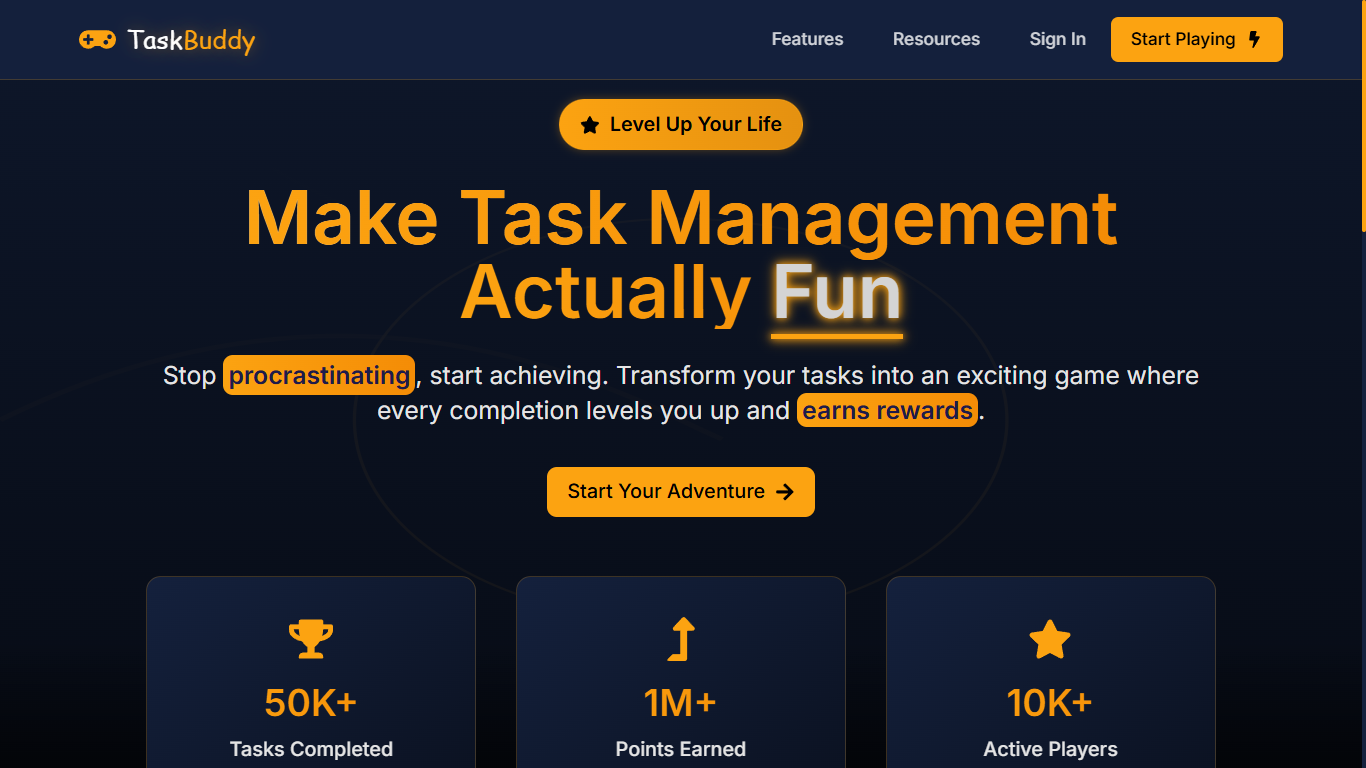 TaskBuddy
Features
Resources
Sign In
Start Playing
Level Up Your Life
Make Task Management
Actually Fun
Stop procrastinating, start achieving. Transform your tasks into an exciting game where
every completion levels you up and earns rewards.
Start Your Adventure
50K+
Tasks Completed
1M+
Points Earned
10K+
Active Players